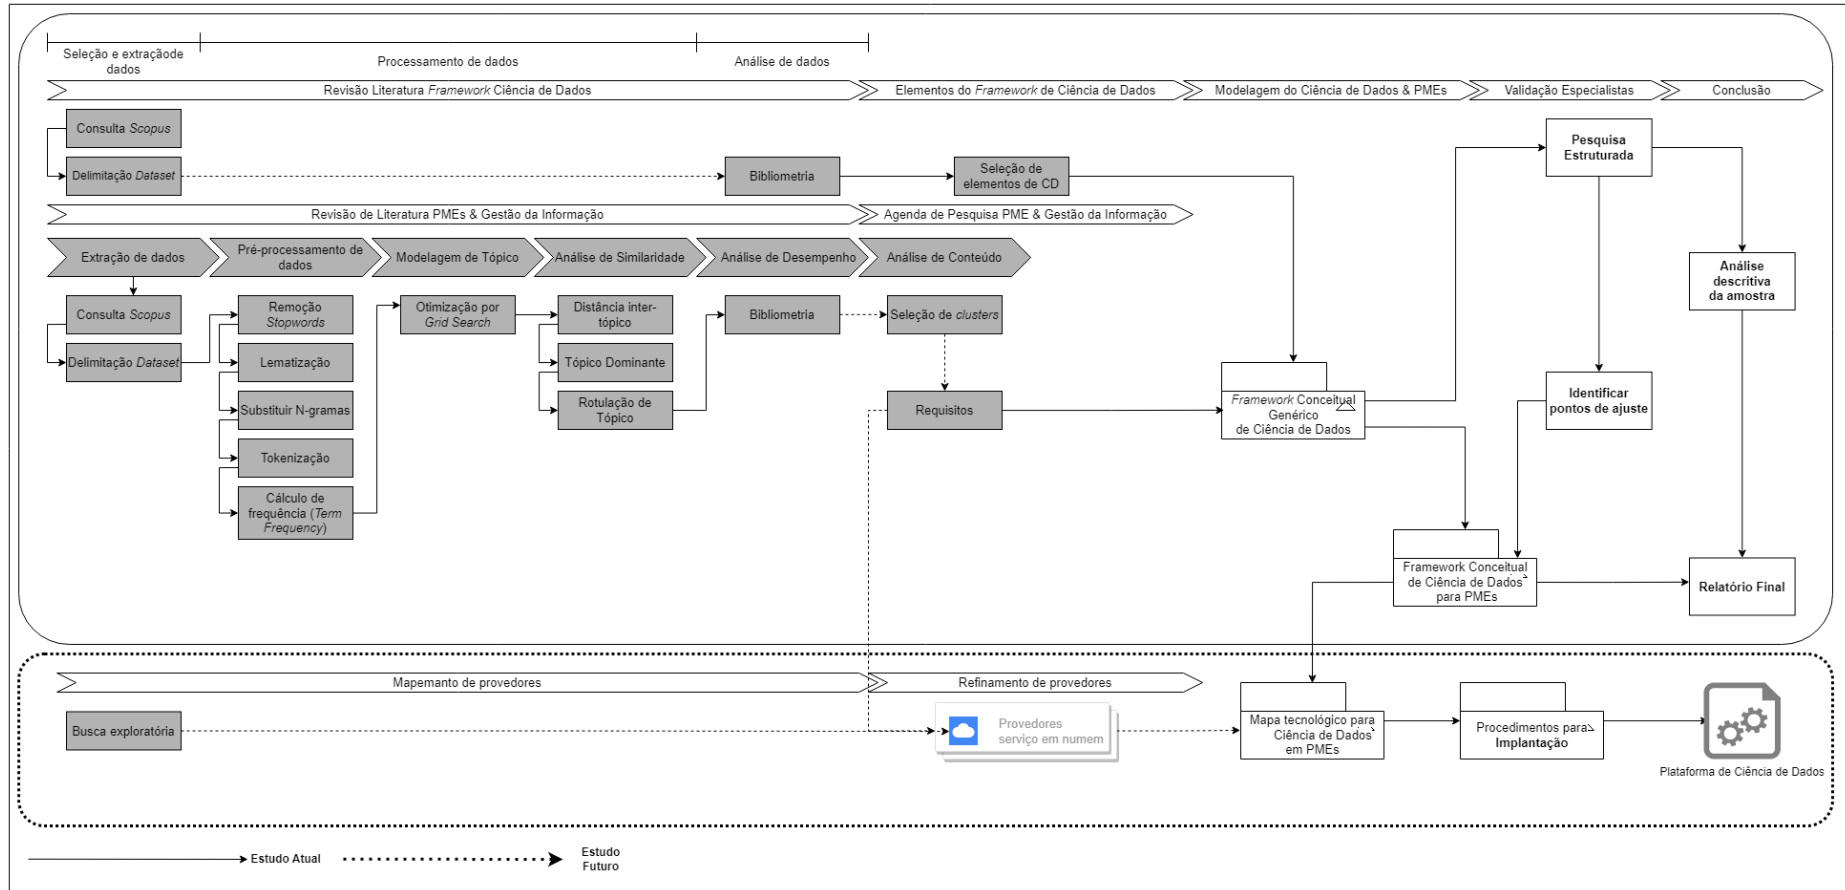 Seleção e extraçãode
dados
Processamento de dados
Análise de dados
Revisão Literatura Framework Ciência de Dados
Elementos do Framework de Ciência de Dados
Modelagem do Ciência de Dados & PMEs
Validação Especialistas
Conclusão
Consulta Scopus
Delimitação Dataset
Bibliometria
Seleção de
elementos de CD
Pesquisa
Estruturada
Revisão de Literatura PMEs & Gestão da Informação
Agenda de Pesquisa PME & Gestão da Informação
Extração de dados
Pré-processamento de
dados
Modelagem de Tópico
Análise de Similaridade
Análise de Desempenho
Análise de Conteúdo
Análise
descritiva
da amostra
Consulta Scopus
Delimitação Dataset
Remoção
Stopwords
Lematização
Substituir N-gramas
Tokenização
Cálculo de
frequência (Term
Frequency)
Otimização por
Grid Search
Distância inter-
tópico
Tópico Dominante
Rotulação de
Tópico
Bibliometria
Seleção de clusters
Requisitos
Framework Conceitual
Genérico
de Ciência de Dados
Identificar
pontos de ajuste
Framework Conceitual
de Ciência de Dados
para PMEs
Relatório Final
Mapemanto de provedores
Refinamento de provedores
Busca exploratória
Provedores
serviço em numem
Mapa tecnológico para
Ciência de Dados
em PMEs
Procedimentos para
Implantação
Plataforma de Ciência de Dados
Estudo Atual
Estudo
Futuro